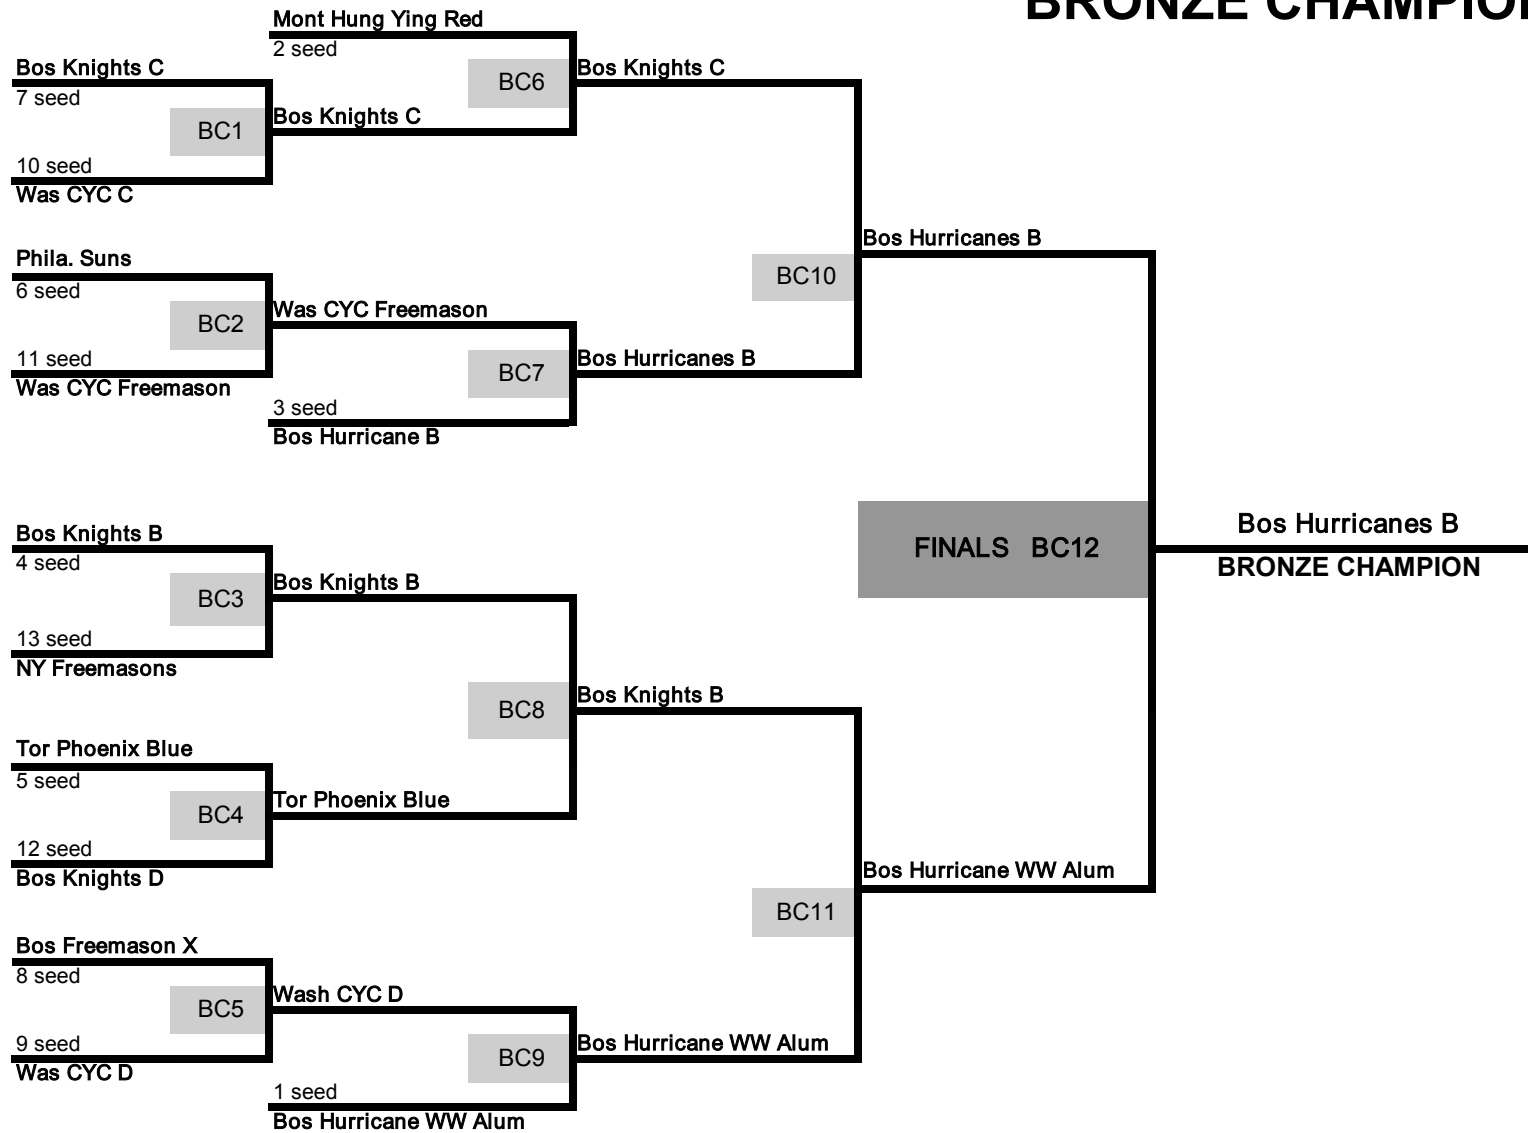 BRONZE CHAMPION
Mont Hung Ying Red
2 seed
Bos Knights C
7 seed
BC6
Bos Knights C
BC1
Bos Knights C
10 seed
Was CYC C
Bos Hurricanes B
Phila. Suns
6 seed
BC10
BC2
Was CYC Freemason
11 seed
Was CYC Freemason
BC7
Bos Hurricanes B
3 seed
Bos Hurricane B
FINALS BC12
Bos Hurricanes B
BRONZE CHAMPION
Bos Knights B
4 seed
BC3
Bos Knights B
13 seed
NY Freemasons
BC8
Bos Knights B
Tor Phoenix Blue
5 seed
BC4
Tor Phoenix Blue
12 seed
Bos Knights D
Bos Hurricane WW Alum
BC11
Bos Freemason X
8 seed
BC5
Wash CYC D
9 seed
Was CYC D
BC9
Bos Hurricane WW Alum
1 seed
Bos Hurricane WW Alum